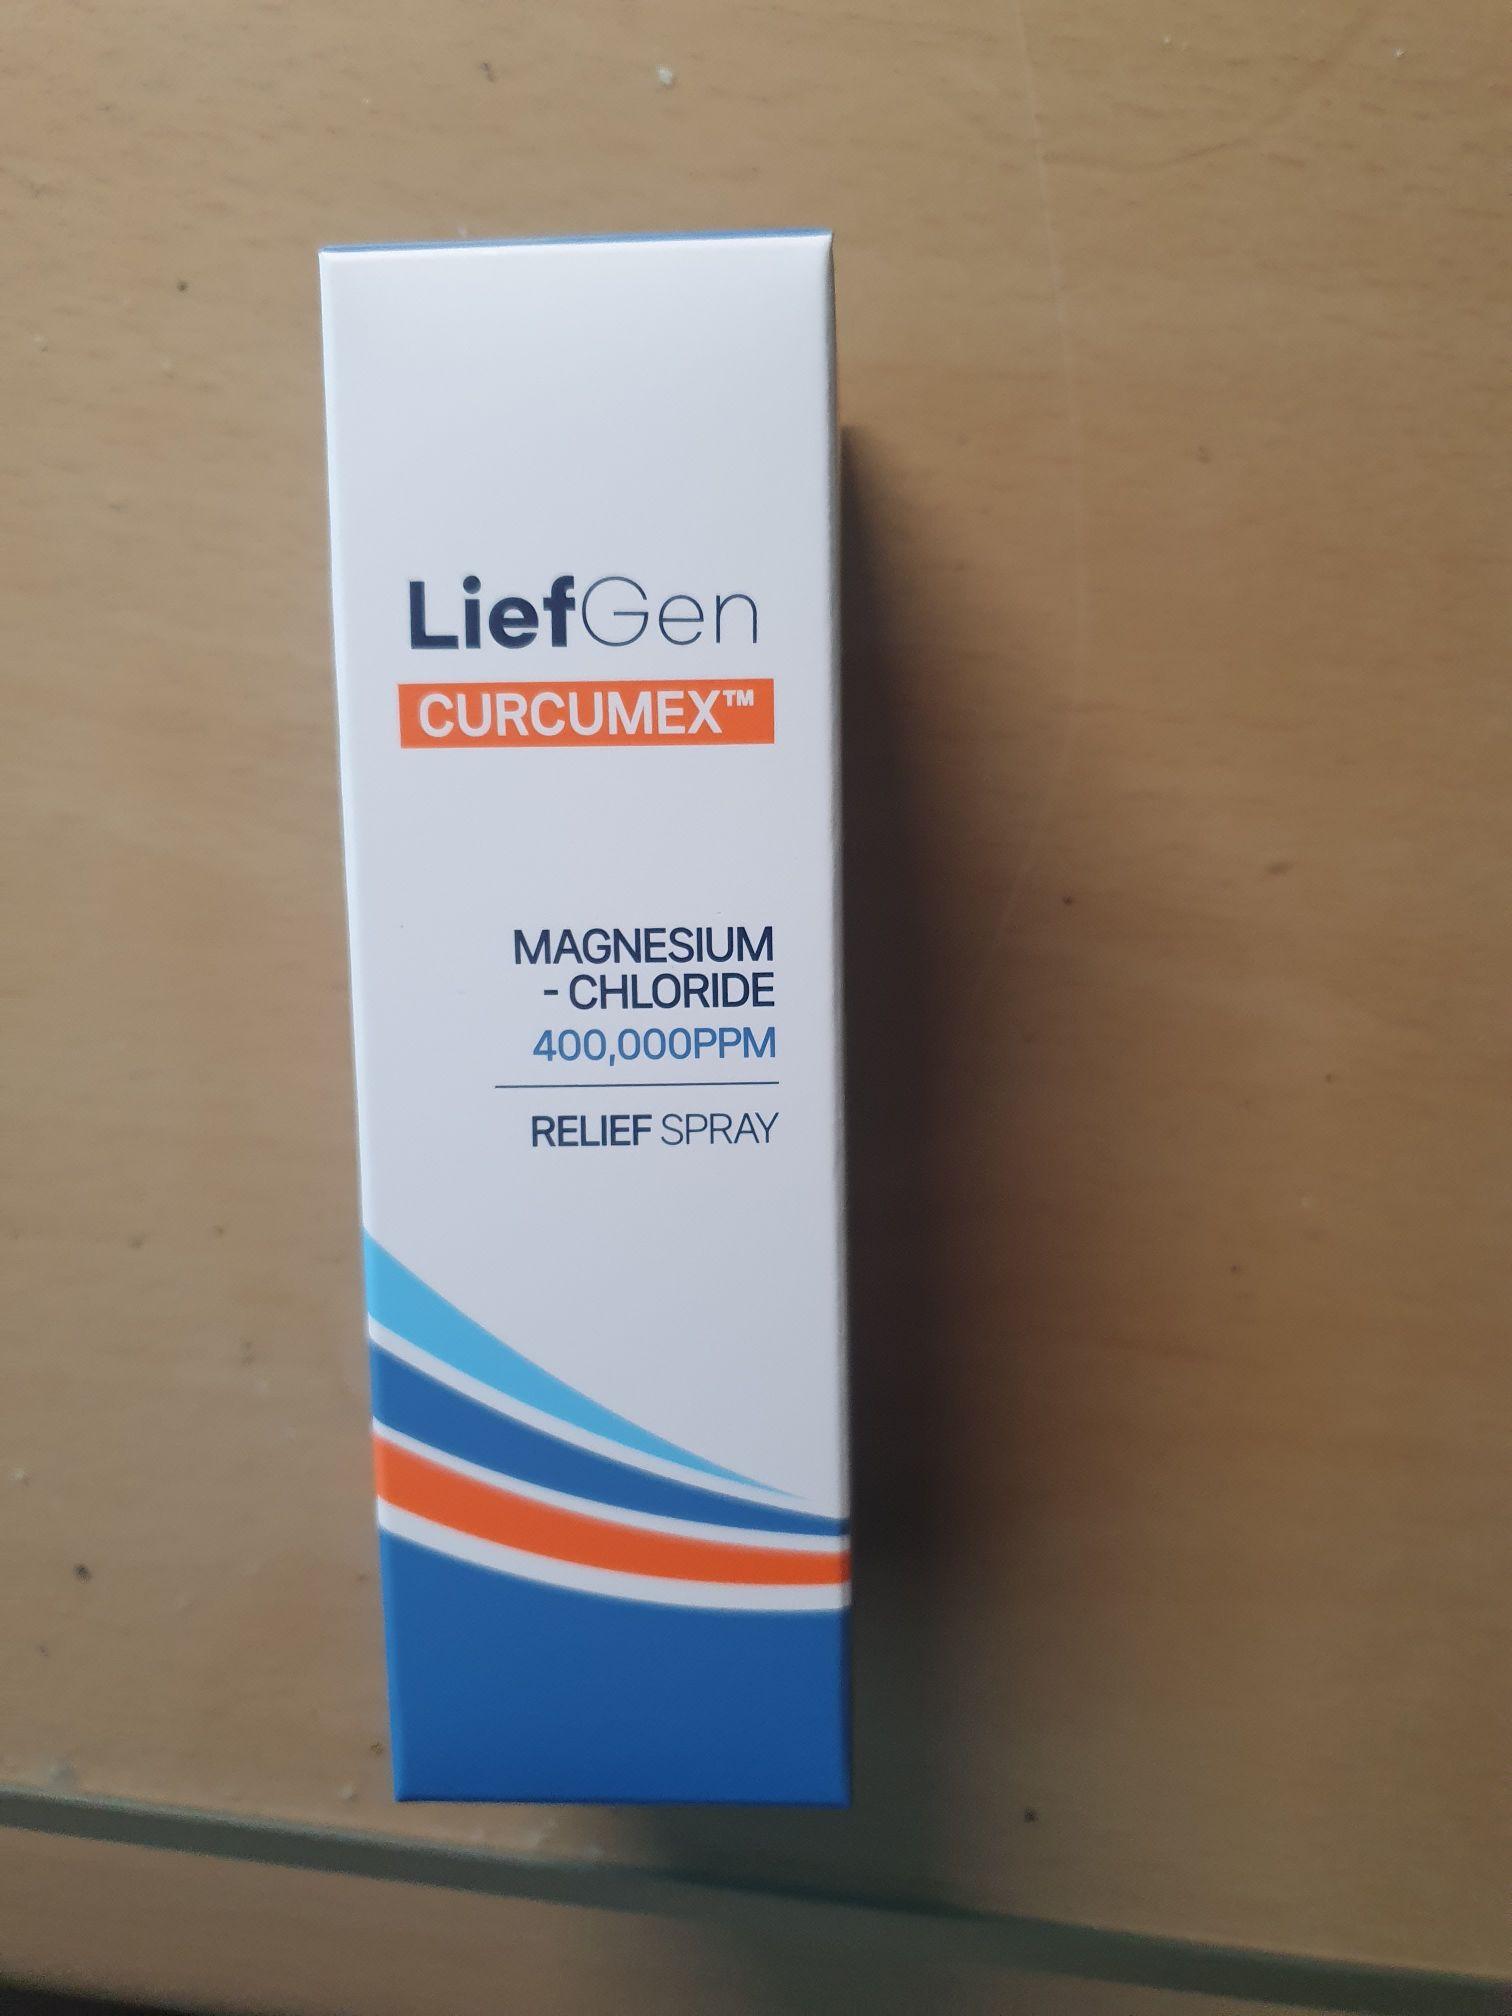 LiefGen
CURCUMEX™
MAGNESIUM
- CHLORIDE
400,000PPM
RELIEF SPRAY